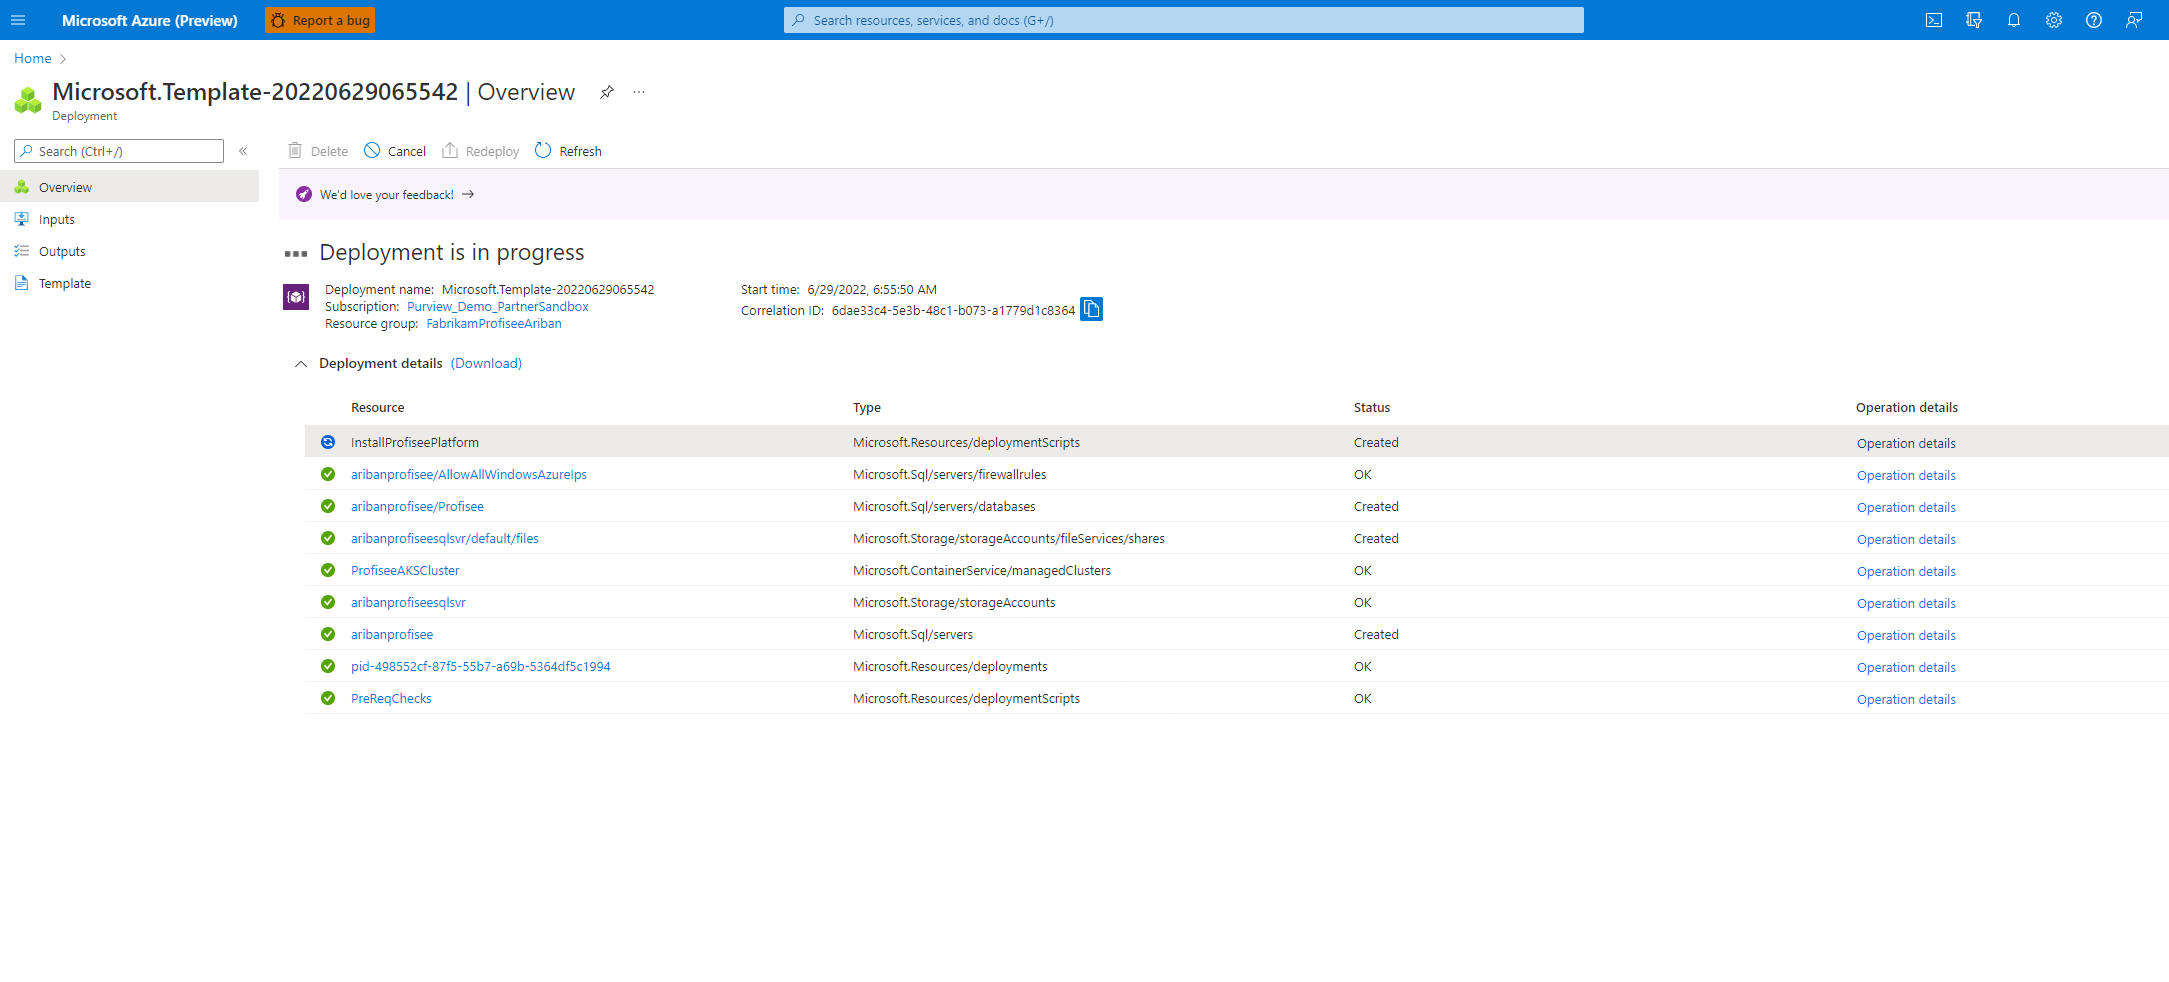 Microsoft Azure (Preview)
Report a bug
Search resources, services, and docs (G+/)
Home
Microsoft.Template-20220629065542 | Overview
Deployment
Search (Ctrl+/)
Overview
Inputs
Outputs
Template
Delete
Cancel
Redeploy
Refresh
We'd love your feedback!
Deployment is in progress
Deployment name: Microsoft.Template-20220629065542
Subscription: Purview_Demo_PartnerSandbox
Resource group: FabrikamProfiseeAriban
Start time: 6/29/2022, 6:55:50 AM
Correlation ID: 6dae33c4-5e3b-48c1-b073-a1779d1c8364
Deployment details (Download)
Resource Type Status Operation details
InstallProfiseePlatform Microsoft.Resources/deploymentScripts Created Operation details
aribanprofisee/AllowAllWindowsAzureIps Microsoft.Sql/servers/firewallrules OK Operation details
aribanprofisee/Profisee Microsoft.Sql/servers/databases Created Operation details
aribanprofiseesqlsvr/default/files Microsoft.Storage/storageAccounts/fileServices/shares Created Operation details
ProfiseeAKSCluster Microsoft.ContainerService/managedClusters OK Operation details
aribanprofiseesqlsvr Microsoft.Storage/storageAccounts OK Operation details
aribanprofisee Microsoft.Sql/servers Created Operation details
pid-498552cf-87f5-55b7-a69b-5364df5c1994 Microsoft.Resources/deployments OK Operation details
PreReqChecks Microsoft.Resources/deploymentScripts OK Operation details